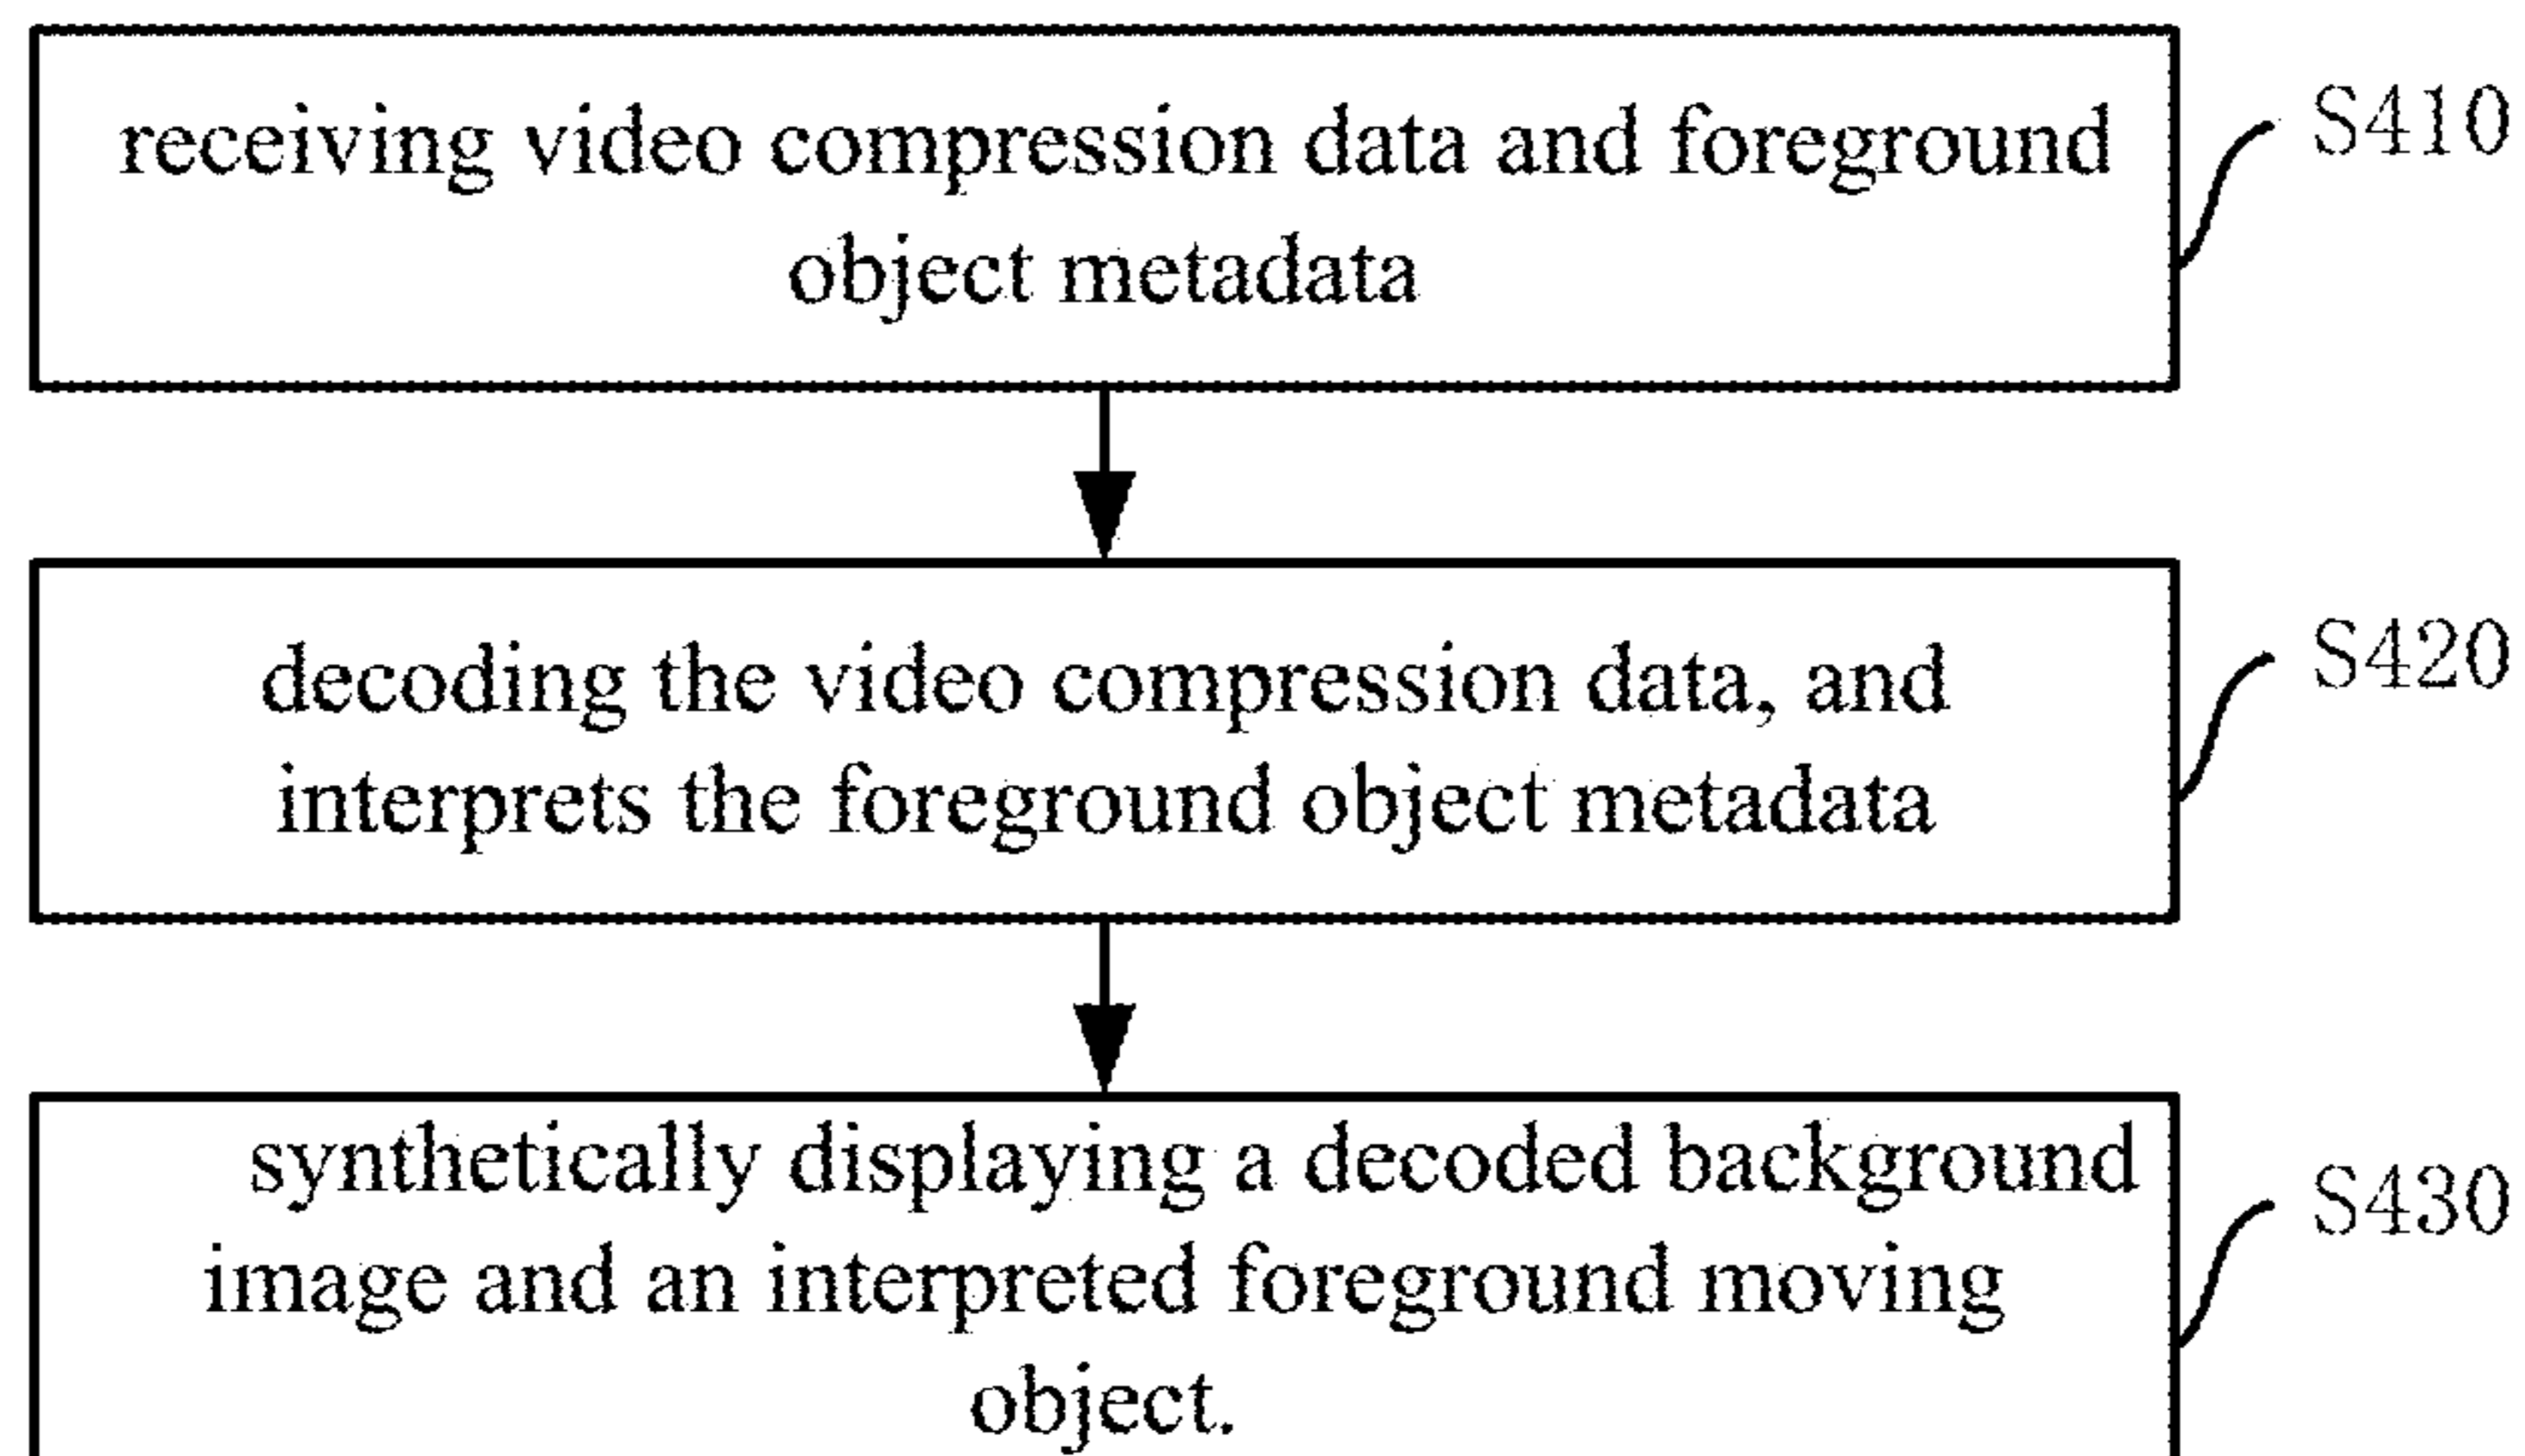 receiving video compression data and foreground
object metadata
S410
decoding the video compression data, and
interprets the foreground object metadata
S420
synthetically displaying a decoded background
image and an interpreted foreground moving
object.
S430